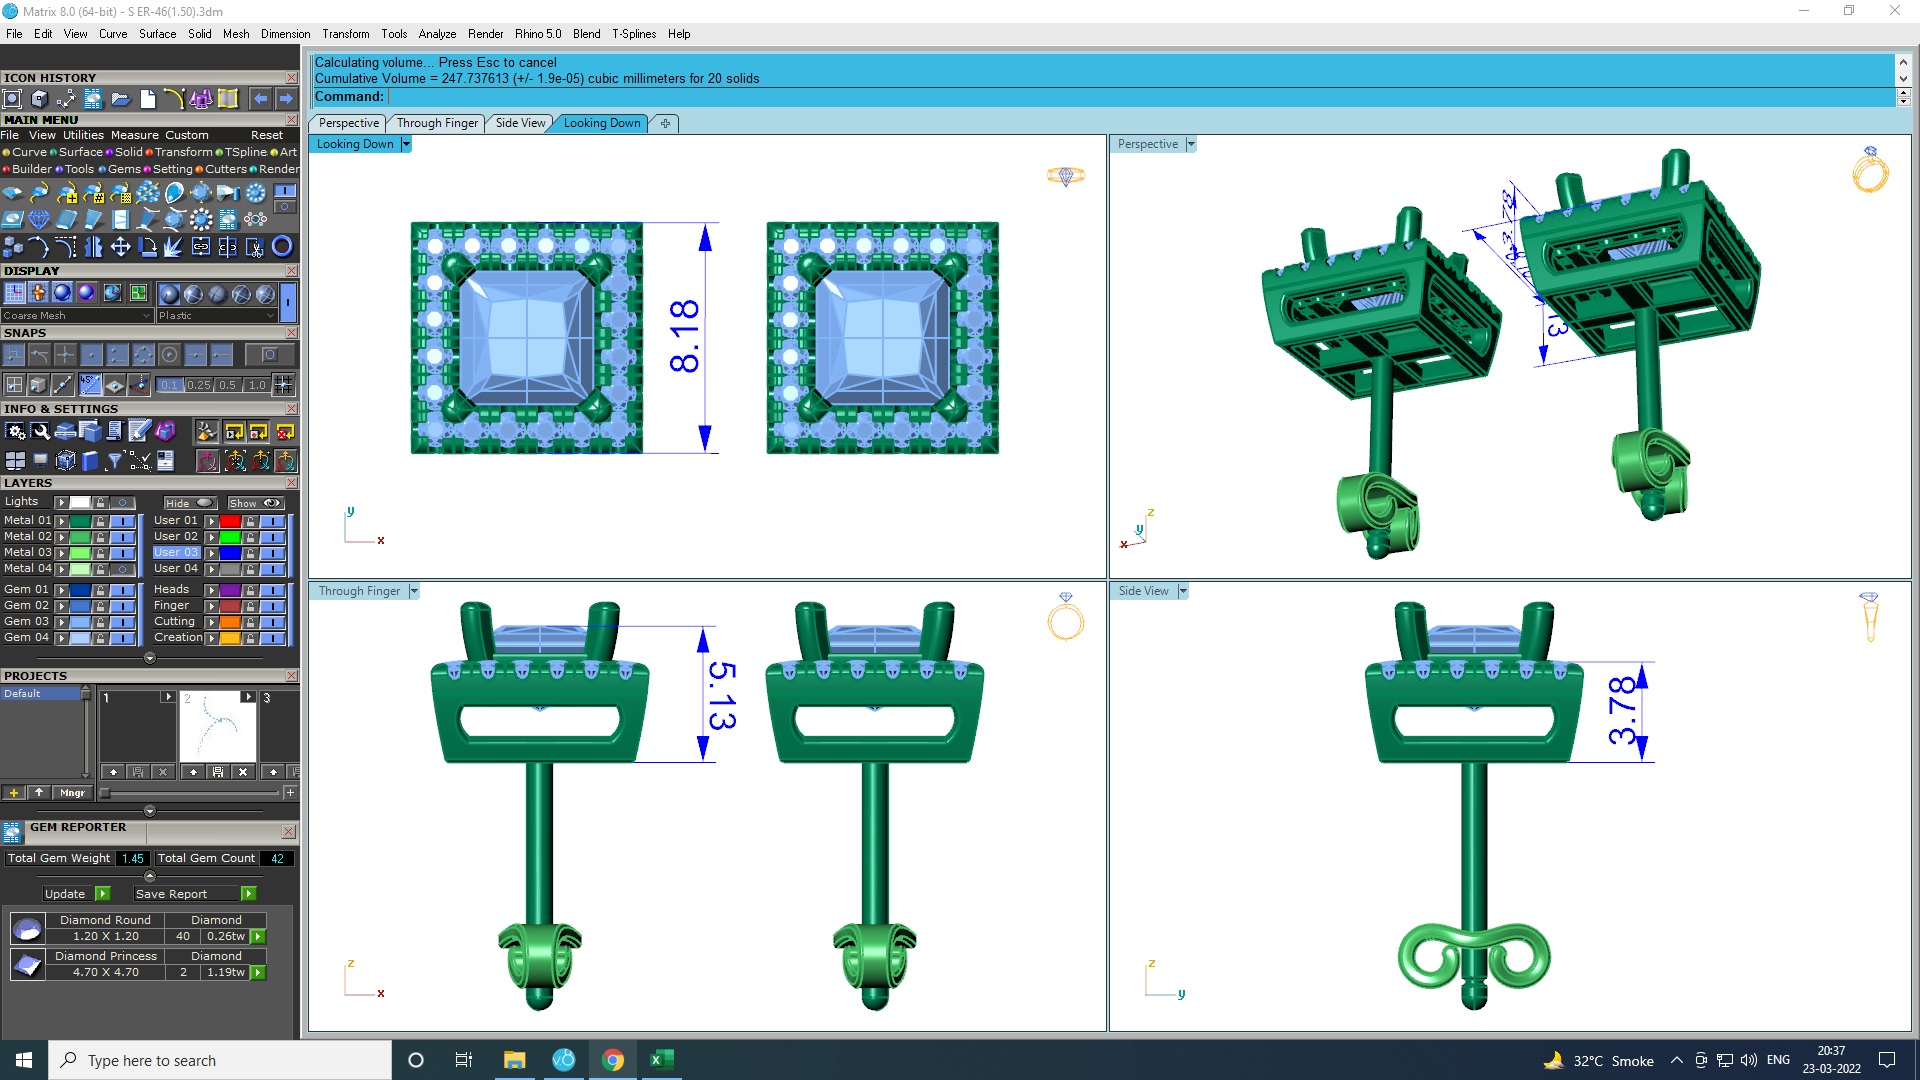 Matrix 8.0 (64-bit) - S ER-46(1.50).3dm
File Edit View Curve Surface Solid Mesh Dimension Transform Tools Analyze Render Rhino 5.0 Blend T-Splines Help
ICON HISTORY
MAIN MENU
File View Utilities Measure Custom Reset
Curve Surface Solid Transform TSpline Art
Builder Tools Gems Setting Cutters Render
DISPLAY
Coarse Mesh Plastic
SNAPS
45°
0.1 0.25 0.5 1.0
INFO & SETTINGS
LAYERS
Lights Hide Show
Metal 01 User 01
Metal 02 User 02
Metal 03 User 03
Metal 04 User 04
Gem 01 Heads
Gem 02 Finger
Gem 03 Cutting
Gem 04 Creation
PROJECTS
Default
1 2 3
Mngr
GEM REPORTER
Total Gem Weight 1.45 Total Gem Count 42
Update Save Report
Diamond Round Diamond
1.20 X 1.20 40 0.26tw
Diamond Princess Diamond
4.70 X 4.70 2 1.19tw
Calculating volume... Press Esc to cancel
Cumulative Volume = 247.737613 (+/- 1.9e-05) cubic millimeters for 20 solids
Command:
Perspective Through Finger Side View Looking Down
Looking Down
8.18
y
x
Perspective
3.78
z
y
x
Through Finger
5.13
z
x
Side View
3.78
z
y
Type here to search
32°C Smoke
ENG
20:37
23-03-2022